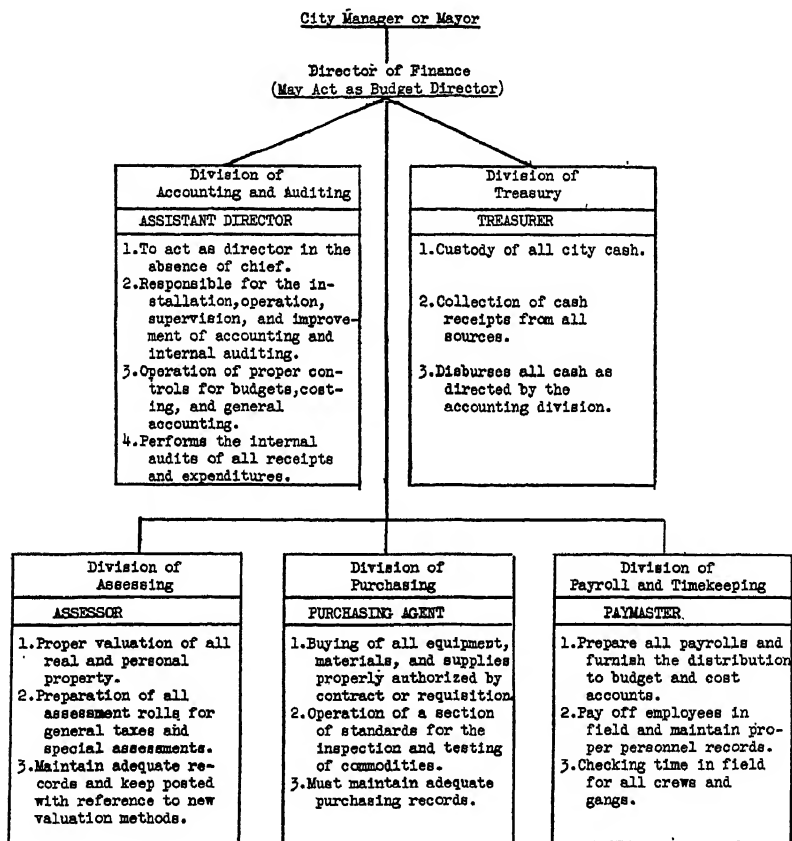 City Manager or Mayor
Director of Finance
(May Act as Budget Director)
Division of
Accounting and Auditing
ASSISTANT DIRECTOR
1.To act as director in the
absence of chief.
2.Responsible for the in-
stallation,operation,
supervision, and improve-
ment of accounting and
internal auditing.
3.Operation of proper con-
trols for budgets,cost-
ing, and general
accounting.
4.Performs the internal
audits of all receipts
and expenditures.
Division of
Treasury
TREASURER
1.Custody of all city cash.
2.Collection of cash
receipts from all
sources.
3.Disburses all cash as
directed by the
accounting division.
Division of
Assessing
ASSESSOR
1.Proper valuation of all
real and personal
property.
2.Preparation of all
assessment rolls for
general taxes and
special assessments.
3.Maintain adequate re-
cords and keep posted
with reference to new
valuation methods.
Division of
Purchasing
PURCHASING AGENT
1.Buying of all equipment,
materials, and supplies
properly authorized by
contract or requisition
2.Operation of a section
of standards for the
inspection and testing
of commodities.
3.Must maintain adequate
purchasing records.
Division of
Payroll and Timekeeping
PAYMASTER
1.Prepare all payrolls and
furnish the distribution
to budget and cost
accounts.
2.Pay off employees in
field and maintain pro-
per personnel records.
3.Checking time in field
for all crews and
gangs.